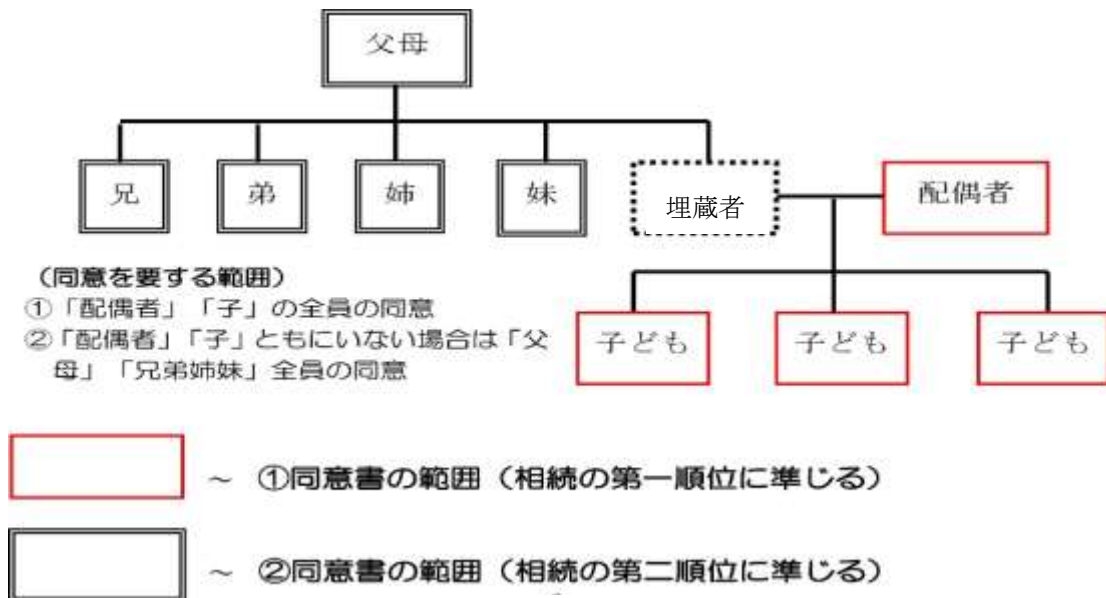 父母
兄
弟
姉
妹
埋蔵者
配偶者
(同意を要する範囲)
①「配偶者」「子」の全員の同意
②「配偶者」「子」ともにいない場合は「父
母」「兄弟姉妹」全員の同意
子ども
子ども
子ども
~ ①同意書の範囲(相続の第一順位に準じる)
~ ②同意書の範囲(相続の第二順位に準じる)